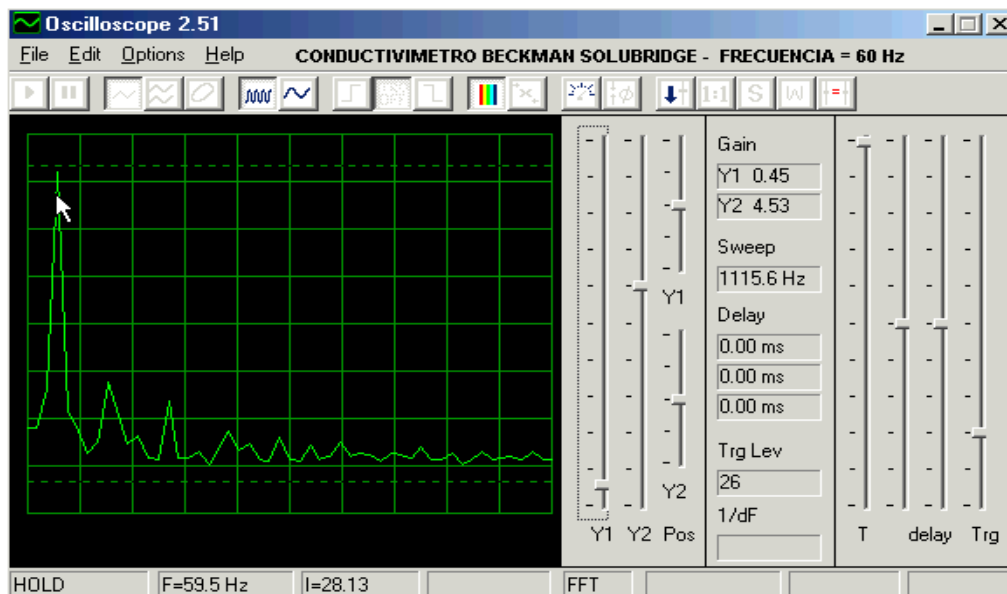 Oscilloscope 2.51
File Edit Options Help CONDUCTIVIMETRO BECKMAN SOLUBRIDGE - FRECUENCIA = 60 Hz
1:1 S W
Gain
Y1 0.45
Y2 4.53
Sweep
1115.6 Hz
Delay
0.00 ms
0.00 ms
0.00 ms
Trg Lev
26
1/dF
Y1
Y2
Y1 Y2 Pos
T delay Trg
HOLD F=59.5 Hz I=28.13 FFT